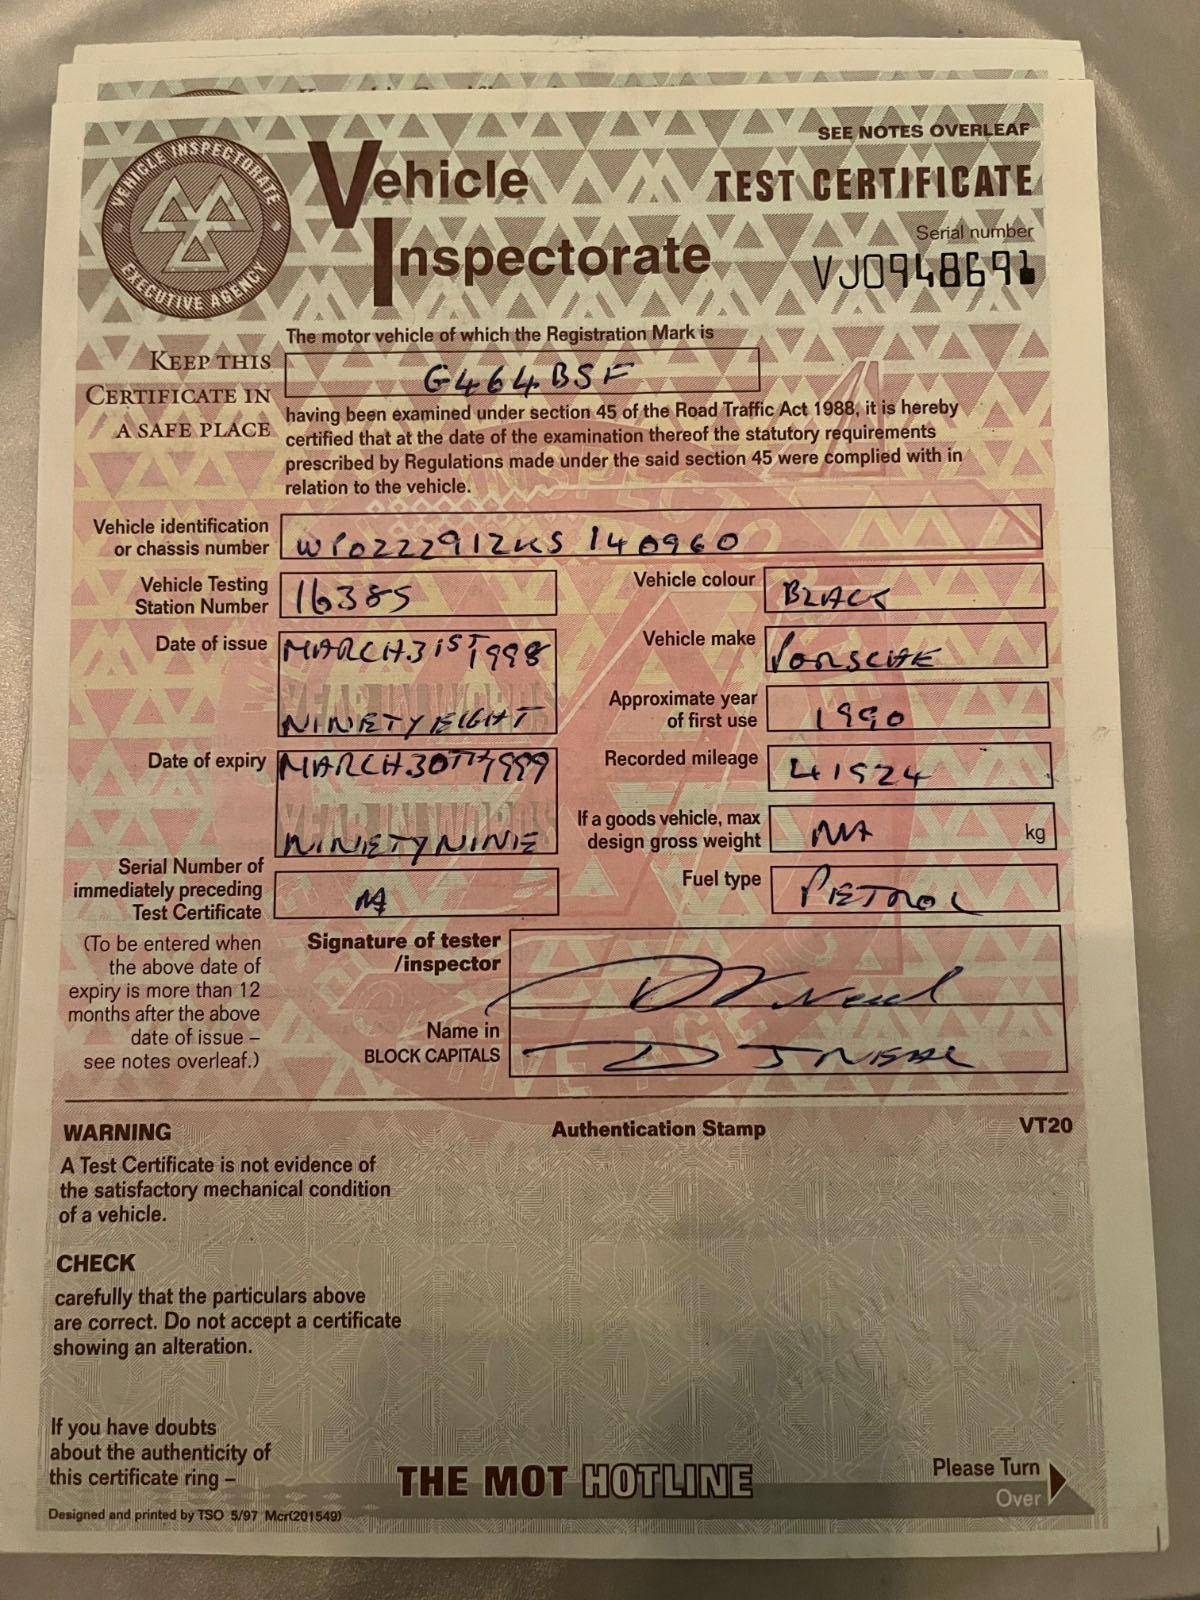 SEE NOTES OVERLEAF
VEHICLE INSPECTORATE
EXECUTIVE AGENCY
Vehicle
Inspectorate
TEST CERTIFICATE
Serial number
VJ0948691
KEEP THIS
CERTIFICATE IN
A SAFE PLACE
The motor vehicle of which the Registration Mark is
G464BSF
having been examined under section 45 of the Road Traffic Act 1988, it is hereby
certified that at the date of the examination thereof the statutory requirements
prescribed by Regulations made under the said section 45 were complied with in
relation to the vehicle.
Vehicle identification
or chassis number
WP0ZZZ91ZKS 140960
Vehicle Testing
Station Number
16385
Vehicle colour
BLACK
Date of issue
MARCH.31ST 1998
YEAR IN WORDS
NINETY EIGHT
Vehicle make
PORSCHE
Approximate year
of first use
1990
Date of expiry
MARCH.30TH 1999
YEAR IN WORDS
NINETY NINE
Recorded mileage
41924
If a goods vehicle, max
design gross weight
NA
kg
Serial Number of
immediately preceding
Test Certificate
NA
Fuel type
PETROL
(To be entered when
the above date of
expiry is more than 12
months after the above
date of issue –
see notes overleaf.)
Signature of tester
/inspector
Name in
BLOCK CAPITALS
D J NEAL
WARNING
A Test Certificate is not evidence of
the satisfactory mechanical condition
of a vehicle.
Authentication Stamp
VT20
CHECK
carefully that the particulars above
are correct. Do not accept a certificate
showing an alteration.
If you have doubts
about the authenticity of
this certificate ring –
THE MOT HOTLINE
Please Turn
Over
Designed and printed by TSO 5/97 Mcr(201549)